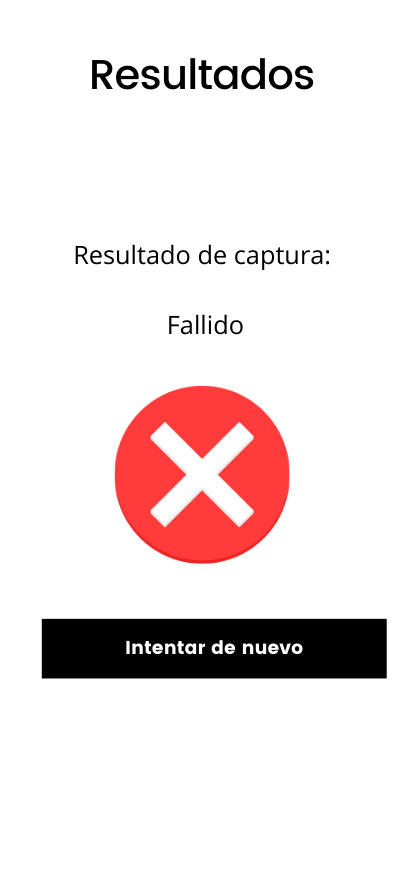 Resultados
Resultado de captura:
Fallido
Intentar de nuevo